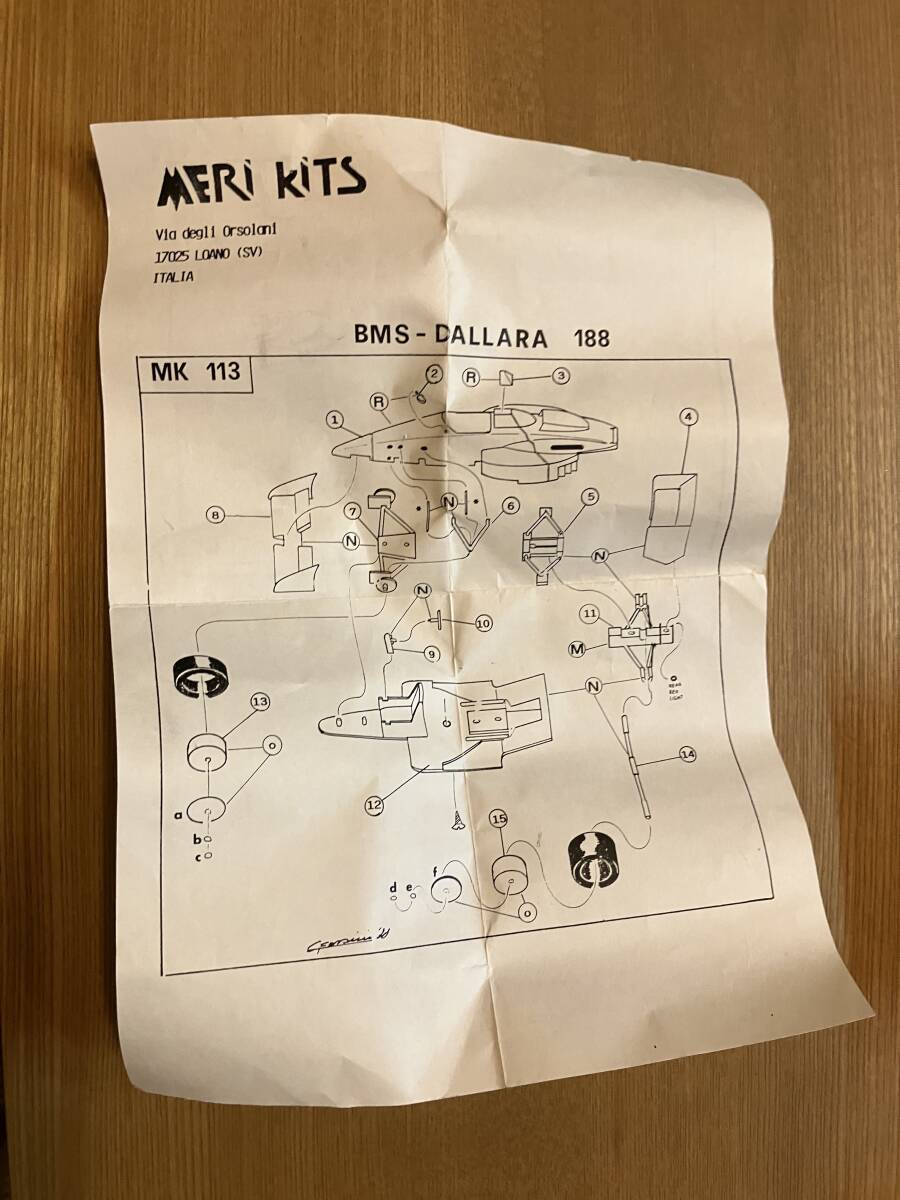 MERI KITS
Via degli Orsolani
17025 LOANO (SV)
ITALIA
BMS - DALLARA 188
MK 113
R 2 R 3
1 4
8 7 N 6 5
N N
9
N 10 11
9 M
13 N REAR RED LIGHT
o 14
a 12
b 15
c
d e f
o